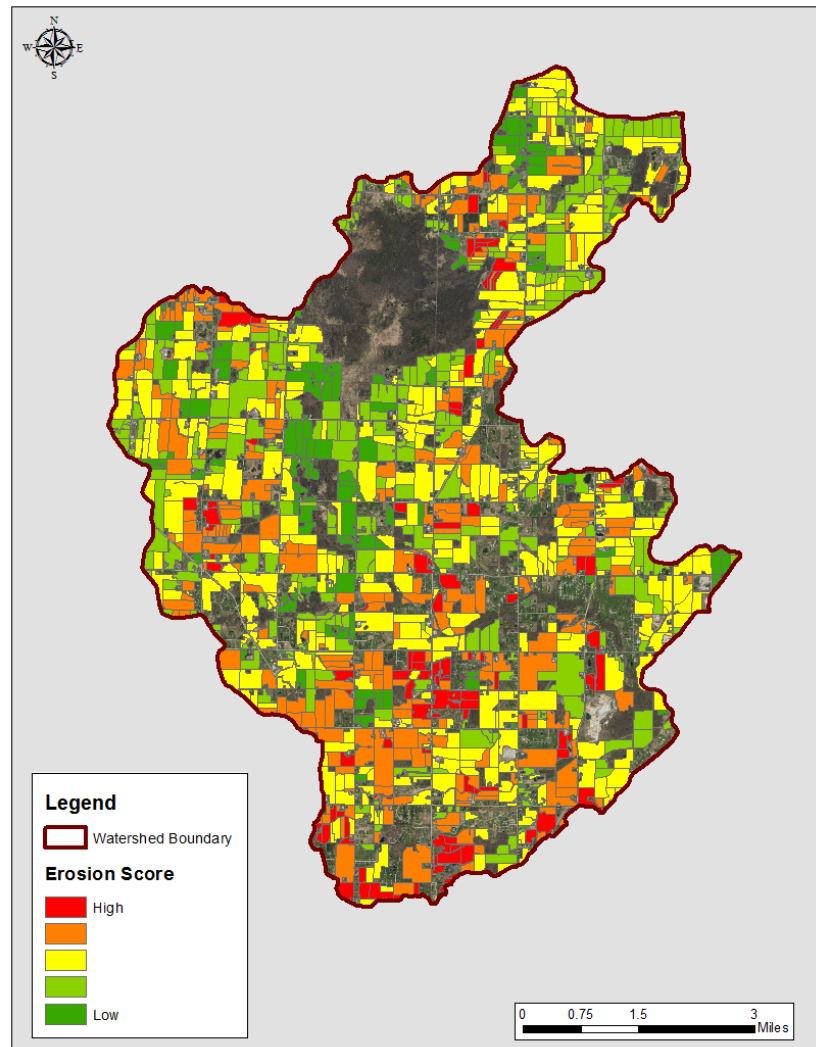 N
W E
S
Legend
Watershed Boundary
Erosion Score
High
Low
0 0.75 1.5 3
Miles